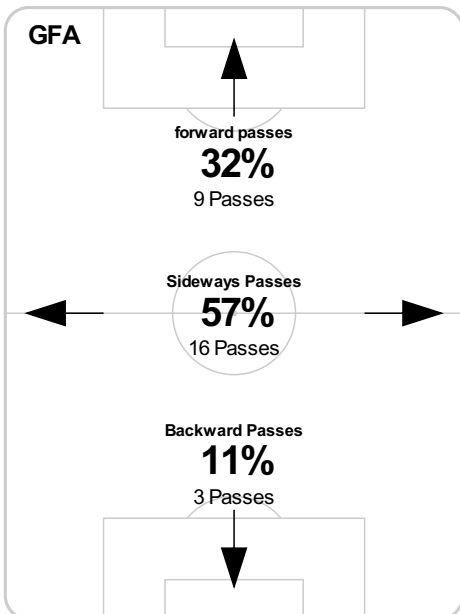 GFA
forward passes
32%
9 Passes
Sideways Passes
57%
16 Passes
Backward Passes
11%
3 Passes